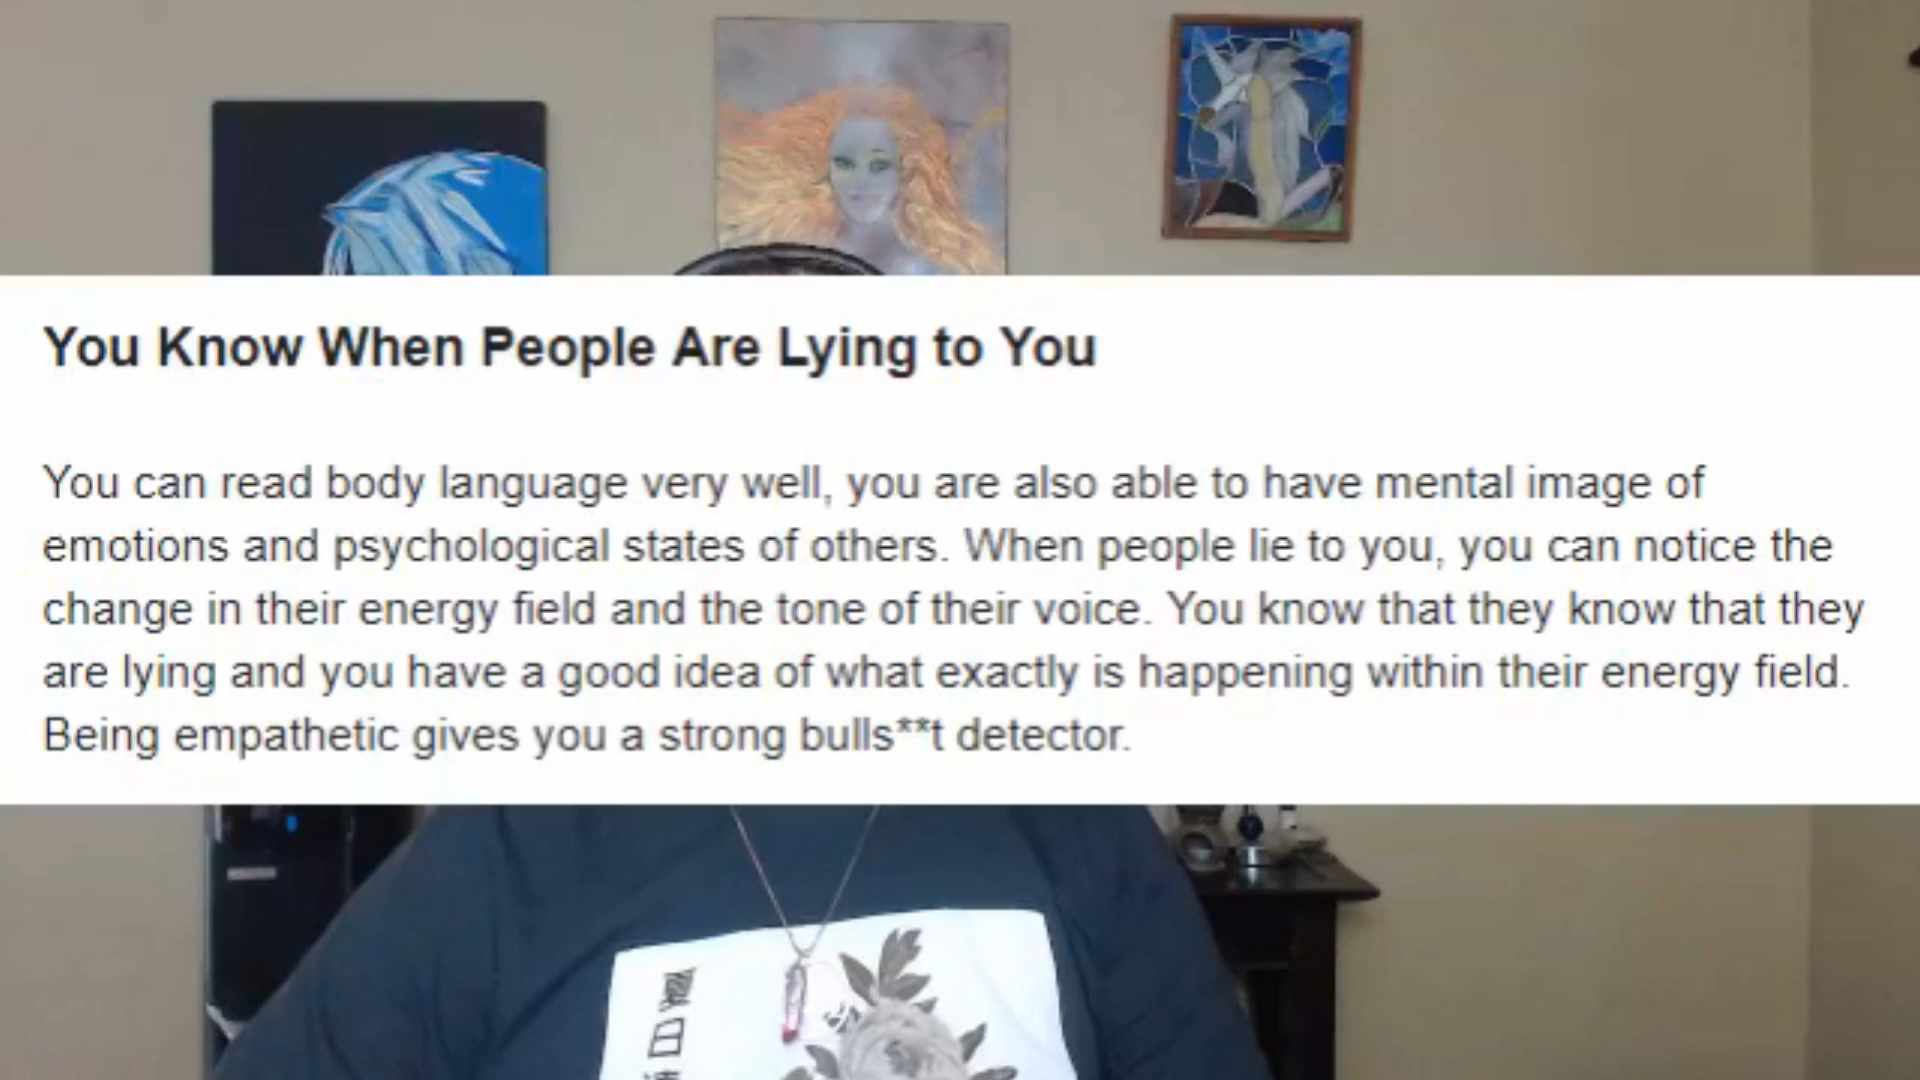 You Know When People Are Lying to You
You can read body language very well, you are also able to have mental image of
emotions and psychological states of others. When people lie to you, you can notice the
change in their energy field and the tone of their voice. You know that they know that they
are lying and you have a good idea of what exactly is happening within their energy field.
Being empathetic gives you a strong bulls**t detector.